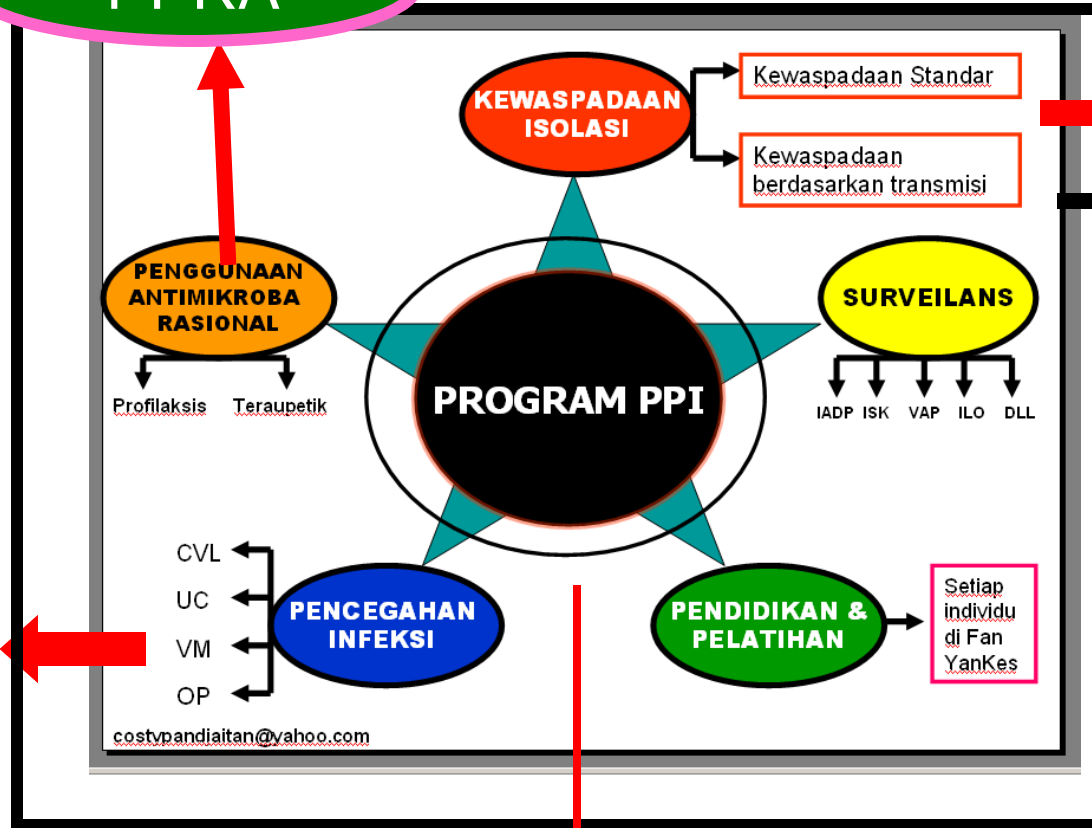 KEWASPADAAN
ISOLASI
Kewaspadaan Standar
Kewaspadaan
berdasarkan transmisi
PENGGUNAAN
ANTIMIKROBA
RASIONAL
Profilaksis
Teraupetik
SURVEILANS
IADP
ISK
VAP
ILO
DLL
PROGRAM PPI
CVL
UC
VM
OP
PENCEGAHAN
INFEKSI
PENDIDIKAN &
PELATIHAN
Setiap
individu
di Fan
YanKes
costypandjaitan@yahoo.com